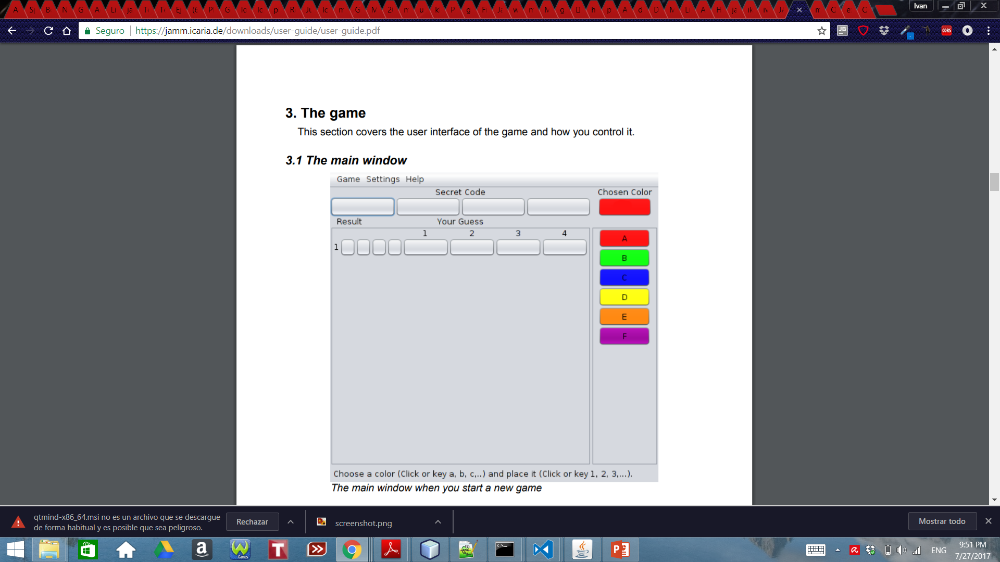 Ivan
Seguro
https://jamm.icaria.de/downloads/user-guide/user-guide.pdf
JB
CORS
3. The game
This section covers the user interface of the game and how you control it.
3.1 The main window
Game Settings Help
Secret Code
Chosen Color
Result
Your Guess
1 2 3 4
1
A
B
C
D
E
F
Choose a color (Click or key a, b, c,..) and place it (Click or key 1, 2, 3,...).
The main window when you start a new game
qtmind-x86_64.msi no es un archivo que se descargue
de forma habitual y es posible que sea peligroso.
Rechazar
screenshot.png
Mostrar todo
Games
ENG
9:51 PM
7/27/2017